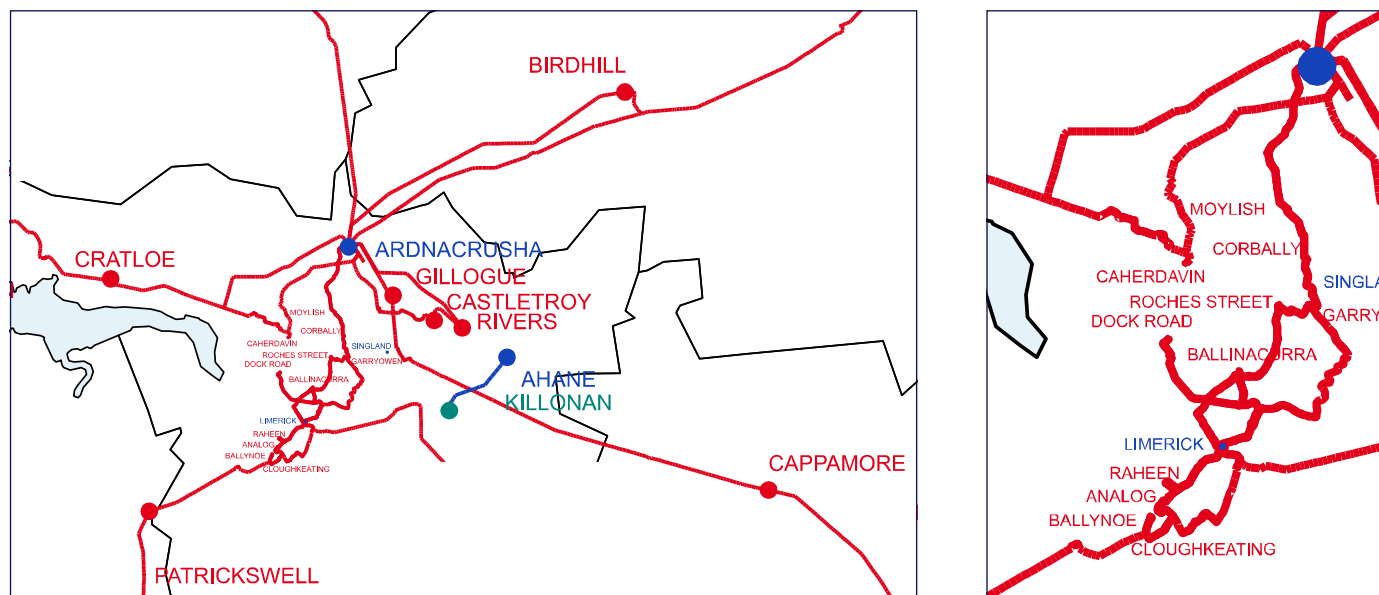 BIRDHILL
ARDNACRUSHA
CRATLOE
GILLOGUE
CASTLETROY
RIVERS
MOYLISH
CORBALLY
CAHERDAVIN
SINGLAND
ROCHES STREET
GARRYOWEN
DOCK ROAD
BALLINACURRA
AHANE
KILLONAN
LIMERICK
RAHEEN
ANALOG
BALLYNOE
CLOUGHKEATING
CAPPAMORE
PATRICKSWELL
MOYLISH
CORBALLY
CAHERDAVIN
SINGLA
ROCHES STREET
GARRY
DOCK ROAD
BALLINACURRA
LIMERICK
RAHEEN
ANALOG
BALLYNOE
CLOUGHKEATING